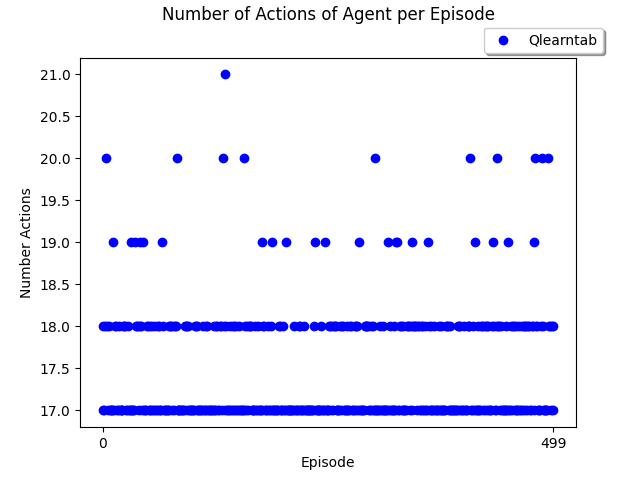 Number of Actions of Agent per Episode
Qlearntab
21.0
20.5
20.0
19.5
19.0
18.5
18.0
17.5
17.0
Number Actions
0 499
Episode